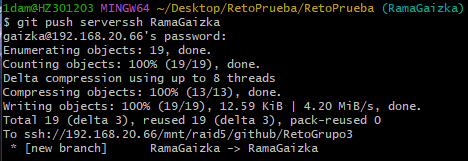 1dam@HZ301203 MINGW64 ~/Desktop/RetoPrueba/RetoPrueba (RamaGaizka)
$ git push serverssh RamaGaizka
gaizka@192.168.20.66's password:
Enumerating objects: 19, done.
Counting objects: 100% (19/19), done.
Delta compression using up to 8 threads
Compressing objects: 100% (13/13), done.
Writing objects: 100% (19/19), 12.59 KiB | 4.20 MiB/s, done.
Total 19 (delta 3), reused 19 (delta 3), pack-reused 0
To ssh://192.168.20.66/mnt/raid5/github/RetoGrupo3
 * [new branch]      RamaGaizka -> RamaGaizka